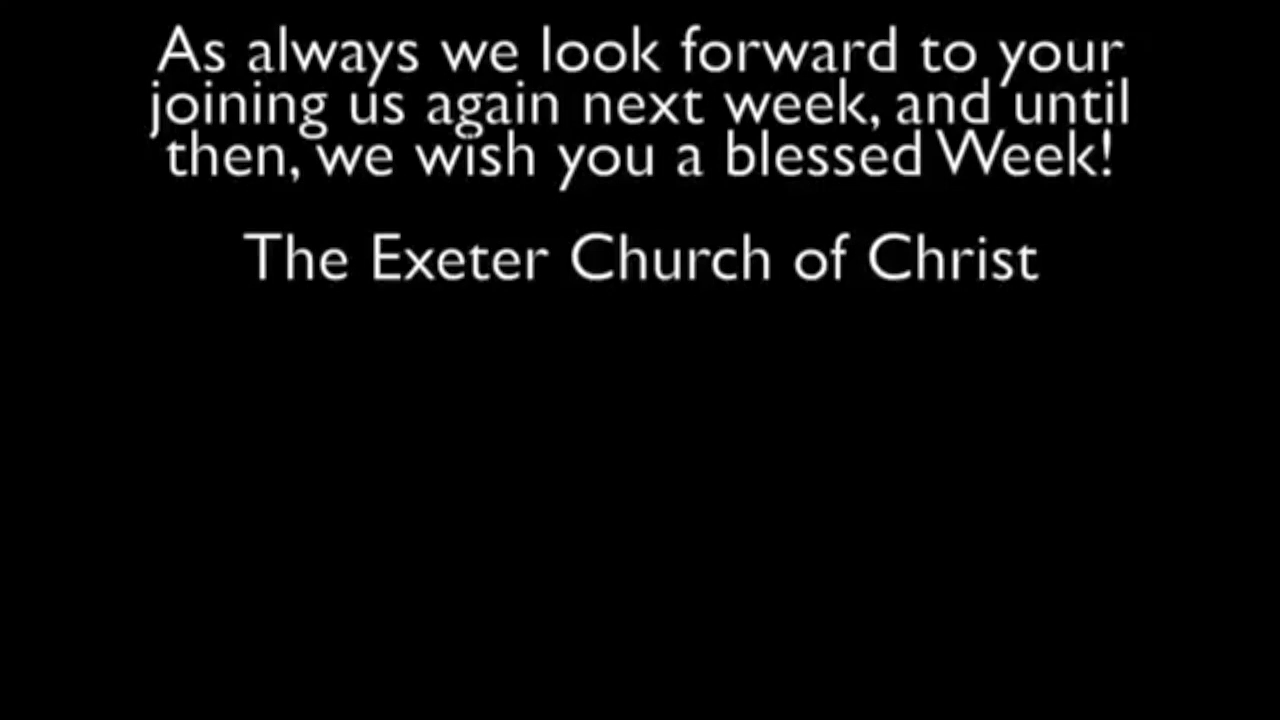 As always we look forward to your
joining us again next week, and until
then, we wish you a blessed Week!
The Exeter Church of Christ